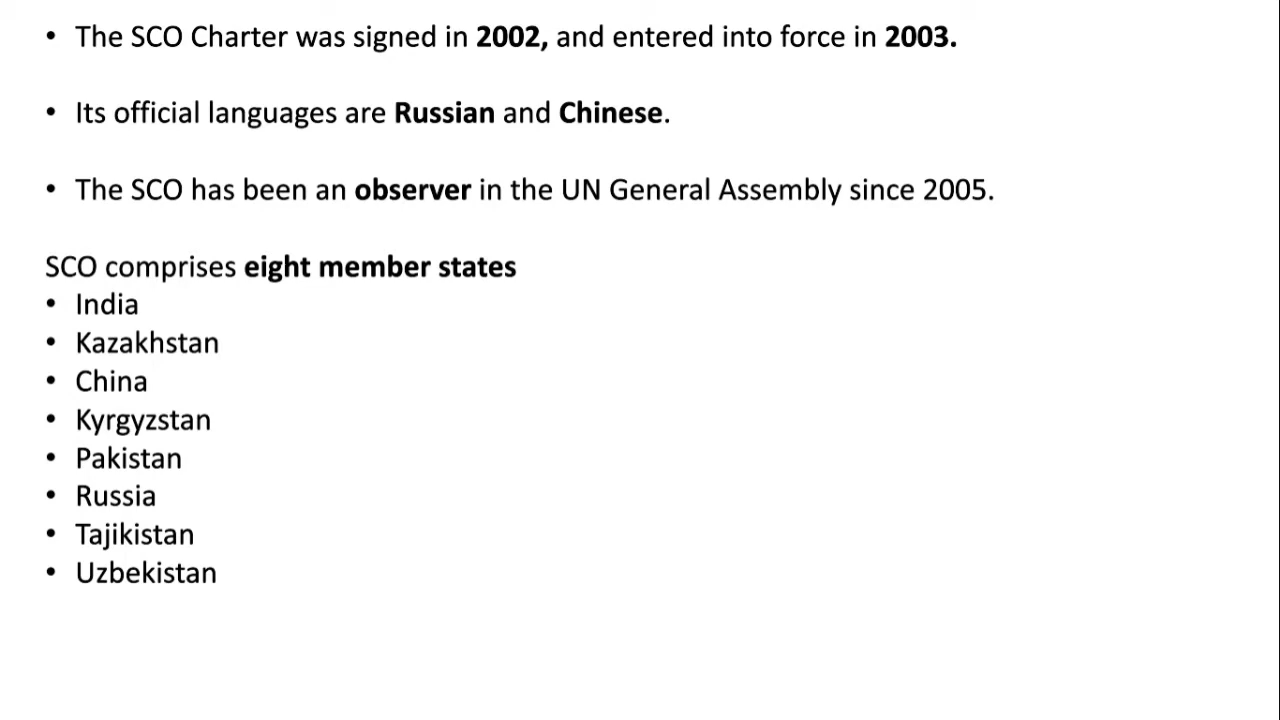 • The SCO Charter was signed in 2002, and entered into force in 2003.
• Its official languages are Russian and Chinese.
• The SCO has been an observer in the UN General Assembly since 2005.
SCO comprises eight member states
• India
• Kazakhstan
• China
• Kyrgyzstan
• Pakistan
• Russia
• Tajikistan
• Uzbekistan